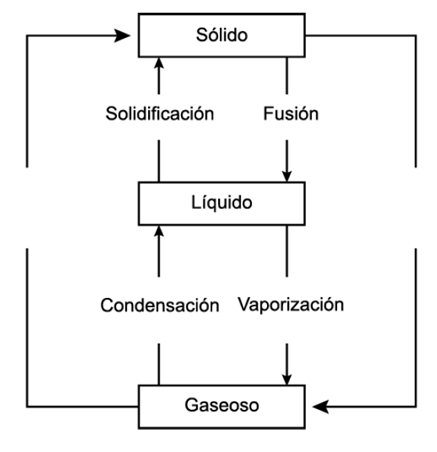 Sólido
Solidificación Fusión
Líquido
Condensación Vaporización
Gaseoso